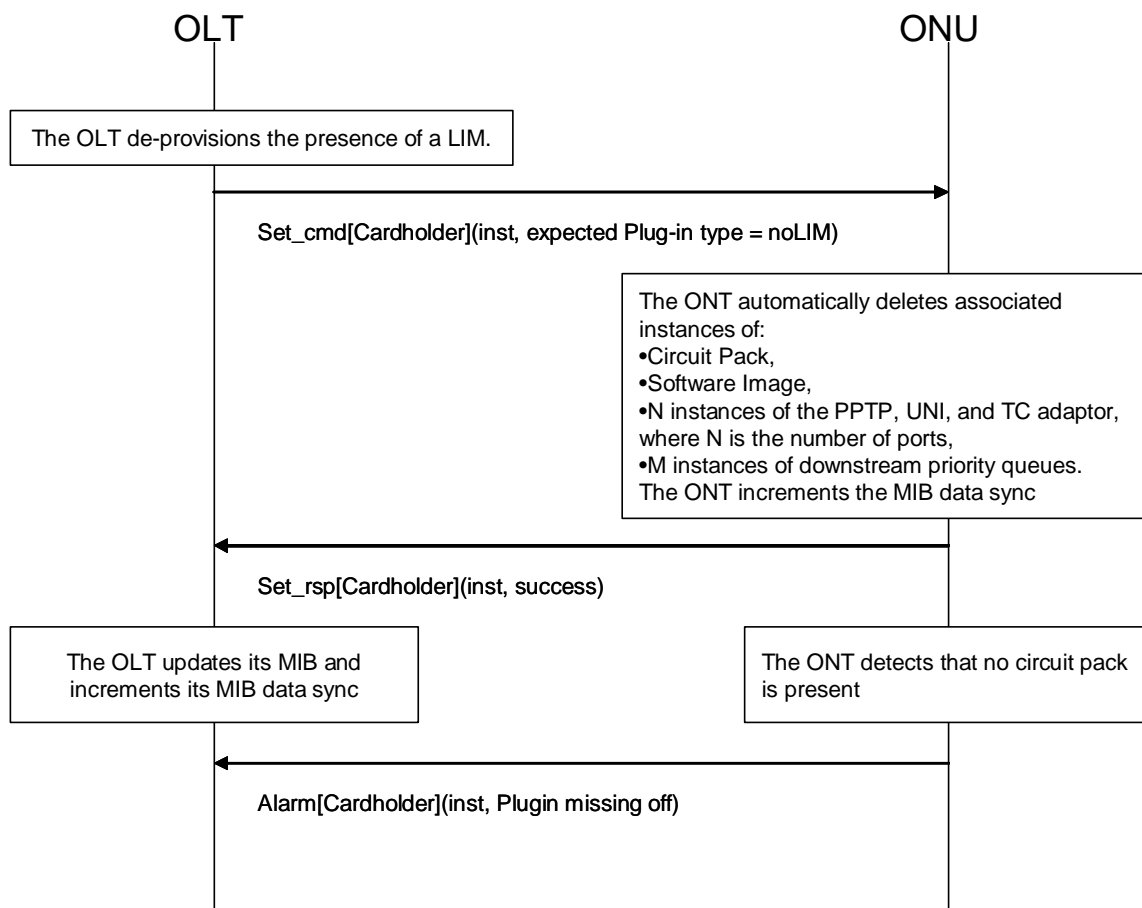 OLT
ONU
The OLT de-provisions the presence of a LIM.
Set_cmd[Cardholder](inst, expected Plug-in type = noLIM)
The ONT automatically deletes associated
instances of:
•Circuit Pack,
•Software Image,
•N instances of the PPTP, UNI, and TC adaptor,
where N is the number of ports,
•M instances of downstream priority queues.
The ONT increments the MIB data sync
Set_rsp[Cardholder](inst, success)
The OLT updates its MIB and
increments its MIB data sync
The ONT detects that no circuit pack
is present
Alarm[Cardholder](inst, Plugin missing off)